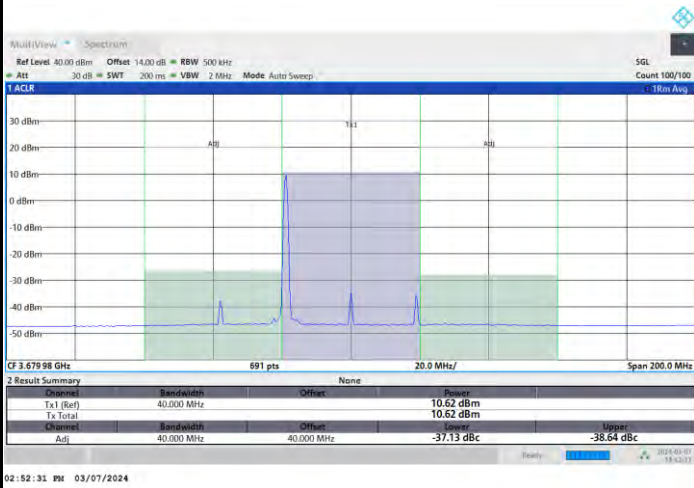 MultiView Spectrum
Ref Level 40.00 dBm Offset 14.00 dB RBW 500 kHz SGL
Att 30 dB SWT 200 ms VBW 2 MHz Mode Auto Sweep Count 100/100
1 ACLR 1Rm Avg
Tx1
Adj Adj
30 dBm
20 dBm
10 dBm
0 dBm
-10 dBm
-20 dBm
-30 dBm
-40 dBm
-50 dBm
CF 3.67998 GHz 691 pts 20.0 MHz/ Span 200.0 MHz
2 Result Summary None
Channel Bandwidth Offset Power
Tx1 (Ref) 40.000 MHz 10.62 dBm
Tx Total 10.62 dBm
Channel Bandwidth Offset Lower Upper
Adj 40.000 MHz 40.000 MHz -37.13 dBc -38.64 dBc
Ready
02:52:31 PM 03/07/2024